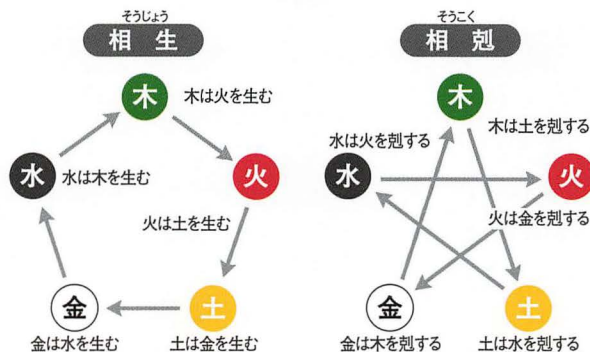 そうじょう
相生
木
木は火を生む
水
水は木を生む
火
火は土を生む
金
土
金は水を生む
土は金を生む
そうこく
相剋
木
木は土を剋する
水は火を剋する
水
火
火は金を剋する
金
土
金は木を剋する
土は水を剋する